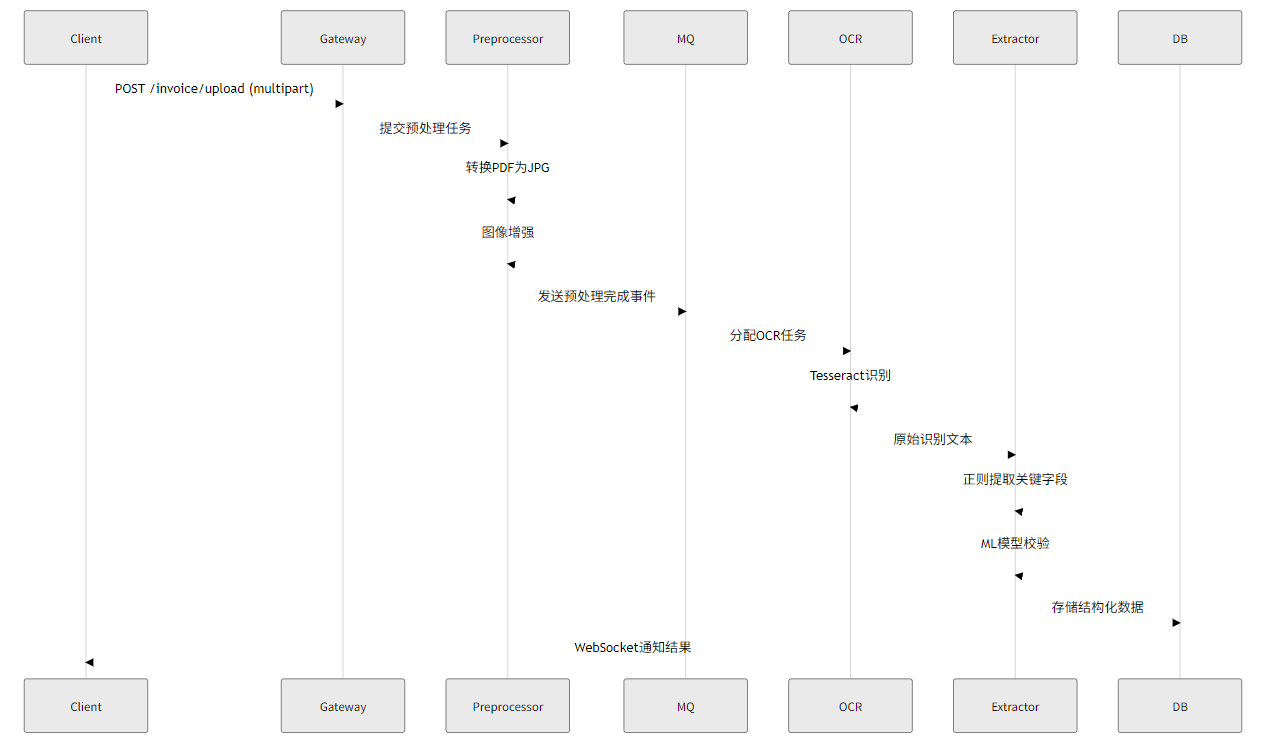 Client
Gateway
Preprocessor
MQ
OCR
Extractor
DB
POST /invoice/upload (multipart)
提交预处理任务
转换PDF为JPG
图像增强
发送预处理完成事件
分配OCR任务
Tesseract识别
原始识别文本
正则提取关键字段
ML模型校验
存储结构化数据
WebSocket通知结果
Client
Gateway
Preprocessor
MQ
OCR
Extractor
DB